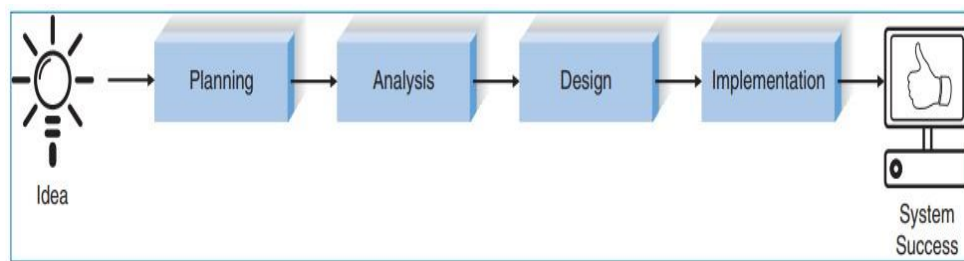 Idea
Planning
Analysis
Design
Implementation
System
Success